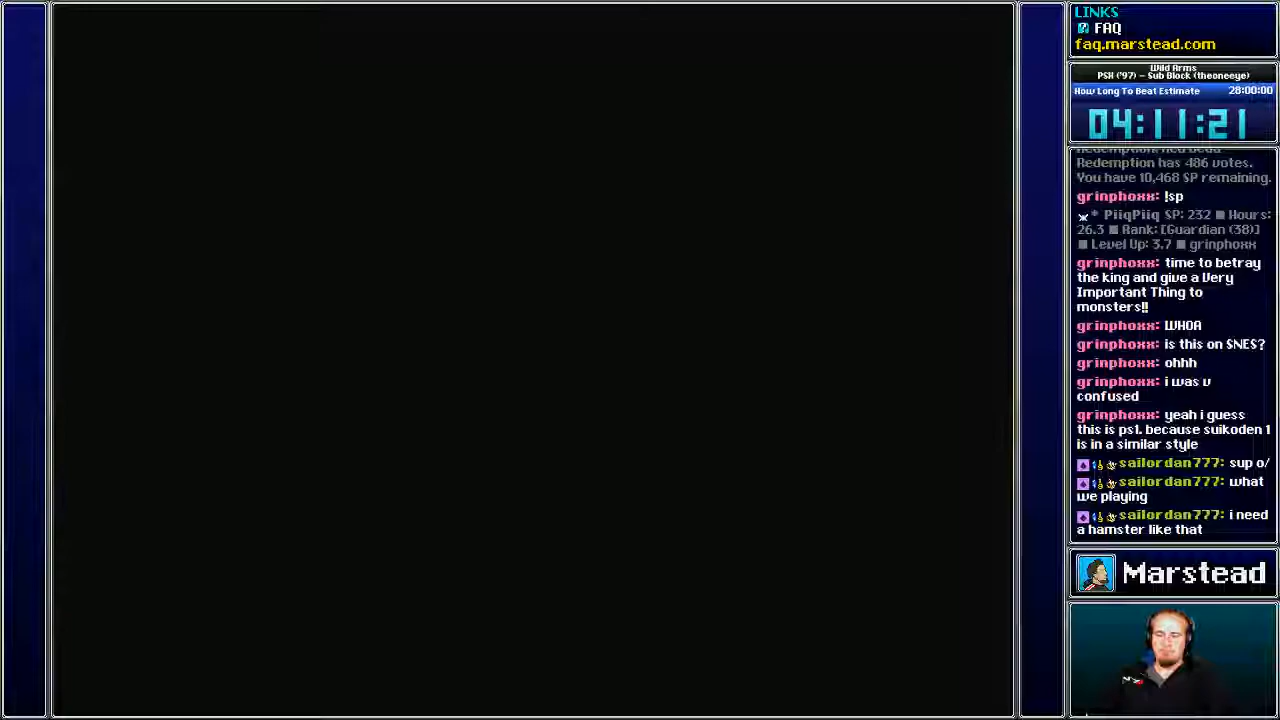 LINKS
FAQ
faq.marstead.com
Wild Arms
PSX ('97) - Sub Block (theoneeye)
How Long To Beat Estimate 28:00:00
04:11:21
Redemption has 486 votes.
You have 10,468 SP remaining.
grinphoxx: !sp
* PiiqPiiq SP: 232 ■ Hours:
26.3 ■ Rank: [Guardian (38)]
■ Level Up: 3.7 ■ grinphoxx
grinphoxx: time to betray
the king and give a Very
Important Thing to
monsters!!
grinphoxx: WHOA
grinphoxx: is this on SNES?
grinphoxx: ohhh
grinphoxx: i was v
confused
grinphoxx: yeah i guess
this is ps1. because suikoden 1
is in a similar style
sailordan777: sup o/
sailordan777: what
we playing
sailordan777: i need
a hamster like that
Marstead